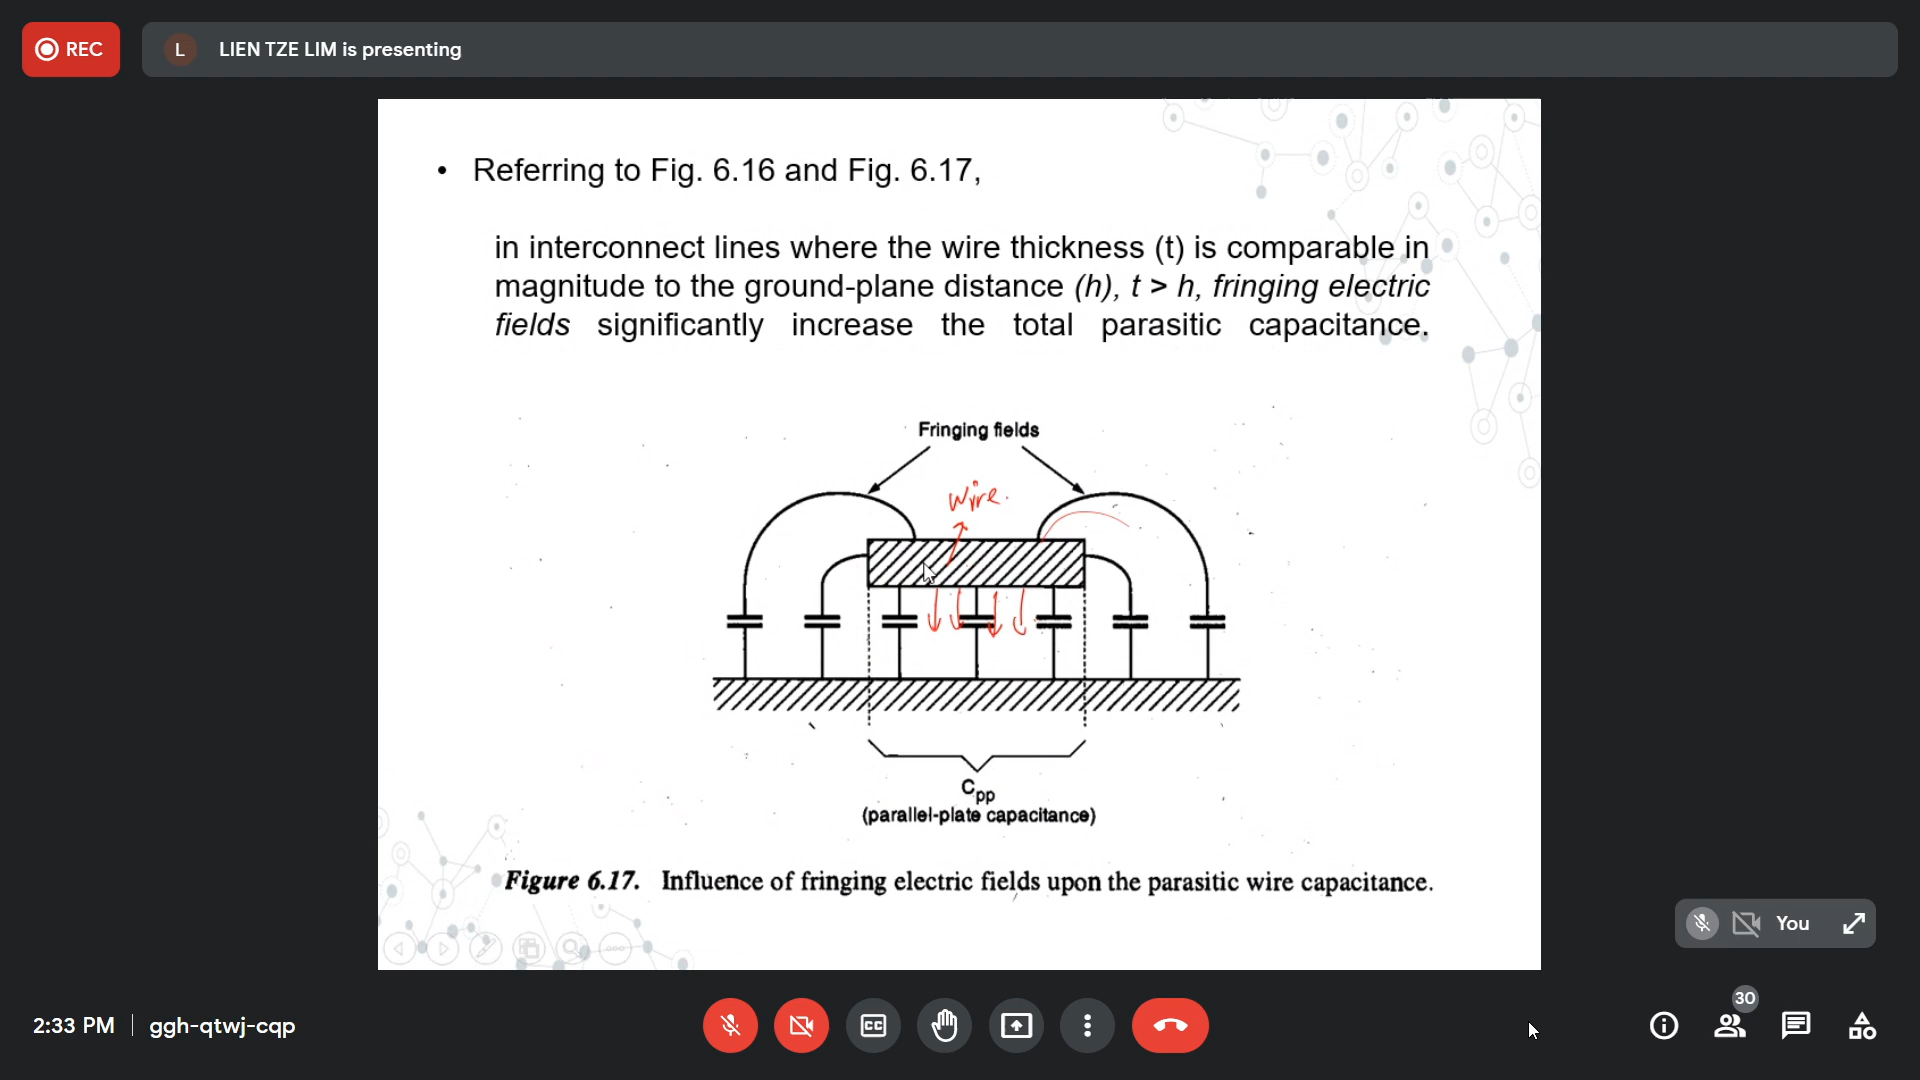 REC
L
LIEN TZE LIM is presenting
• Referring to Fig. 6.16 and Fig. 6.17,
in interconnect lines where the wire thickness (t) is comparable in
magnitude to the ground-plane distance (h), t > h, fringing electric
fields significantly increase the total parasitic capacitance.
Fringing fields
wire.
Cpp
(parallel-plate capacitance)
Figure 6.17. Influence of fringing electric fields upon the parasitic wire capacitance.
You
2:33 PM
ggh-qtwj-cqp
CC
30